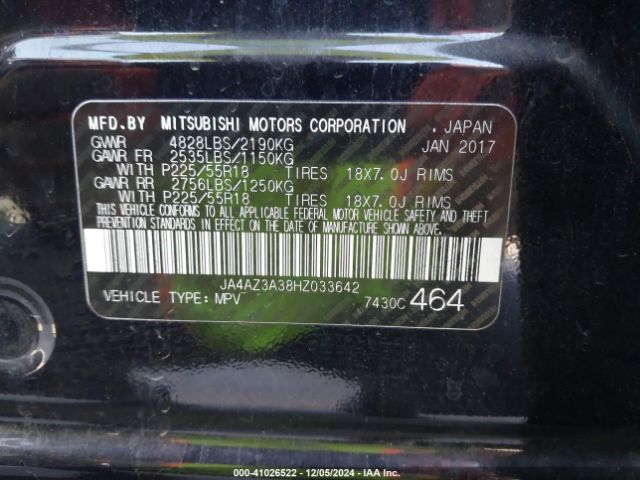 MFD.BY MITSUBISHI MOTORS CORPORATION , JAPAN
GVWR 4828LBS/2190KG JAN 2017
GAWR FR 2535LBS/1150KG
WITH P225/55R18 TIRES 18X7.0J RIMS
GAWR RR 2756LBS/1250KG
WITH P225/55R18 TIRES 18X7.0J RIMS
THIS VEHICLE CONFORMS TO ALL APPLICABLE FEDERAL MOTOR VEHICLE SAFETY AND THEFT
PREVENTION STANDARDS IN EFFECT ON THE DATE OF MANUFACTURE SHOWN ABOVE.
JA4AZ3A38HZ033642
VEHICLE TYPE: MPV 7430C 464
000-41026522 - 12/05/2024 - IAA Inc.